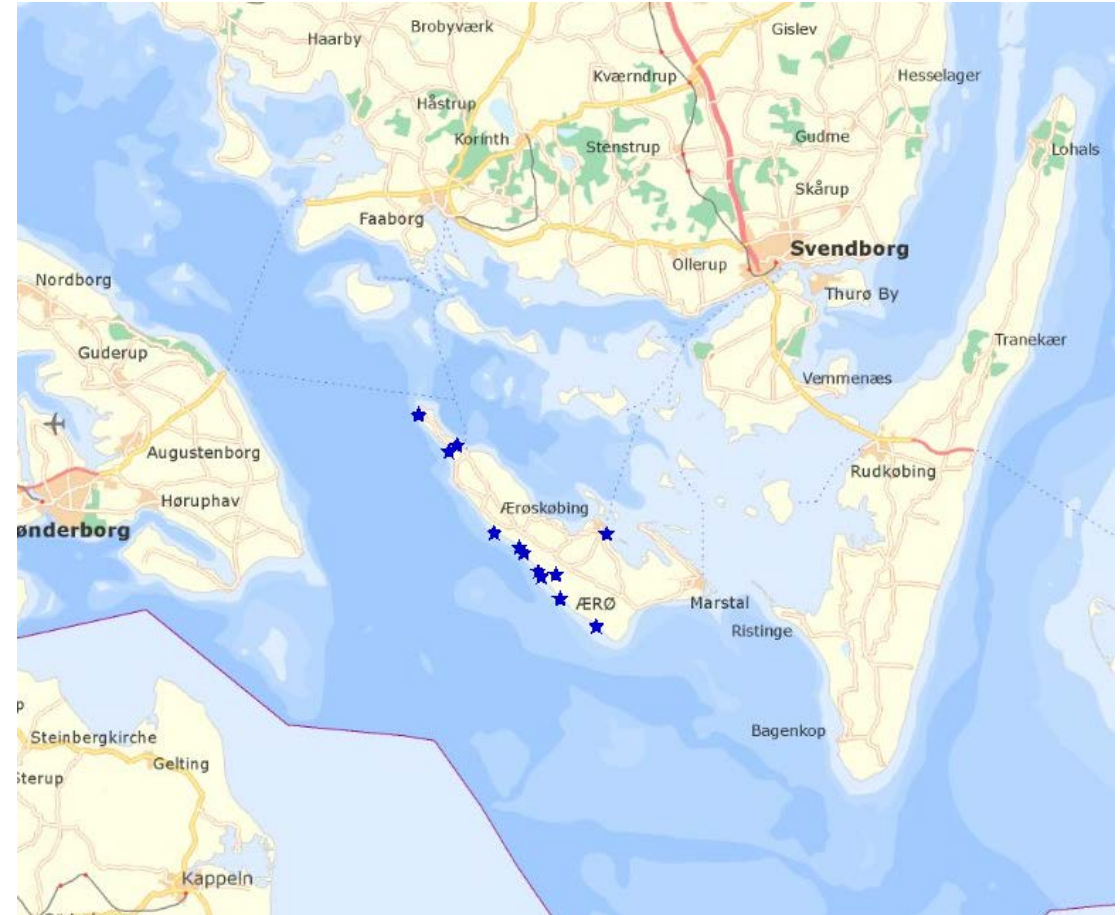 Brobyværk
Gislev
Haarby
Kværndrup
Hesselager
Håstrup
Korinth
Stenstrup
Gudme
Lohals
Skårup
Faaborg
Svendborg
Ollerup
Nordborg
Thurø By
Guderup
Tranekær
Vemmenæs
Augustenborg
Rudkøbing
Høruphav
Ærøskøbing
ønderborg
ÆRØ
Marstal
Ristinge
p
Bagenkop
Steinbergkirche
Gelting
Sterup
Kappeln